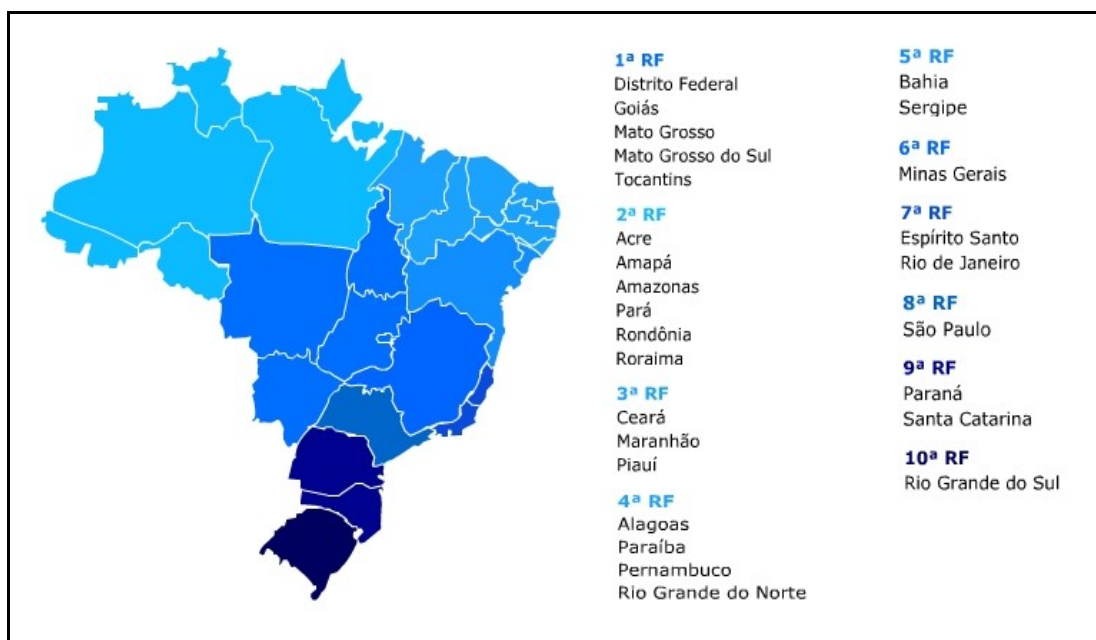 1ª RF
Distrito Federal
Goiás
Mato Grosso
Mato Grosso do Sul
Tocantins
2ª RF
Acre
Amapá
Amazonas
Pará
Rondônia
Roraima
3ª RF
Ceará
Maranhão
Piauí
4ª RF
Alagoas
Paraíba
Pernambuco
Rio Grande do Norte
5ª RF
Bahia
Sergipe
6ª RF
Minas Gerais
7ª RF
Espírito Santo
Rio de Janeiro
8ª RF
São Paulo
9ª RF
Paraná
Santa Catarina
10ª RF
Rio Grande do Sul